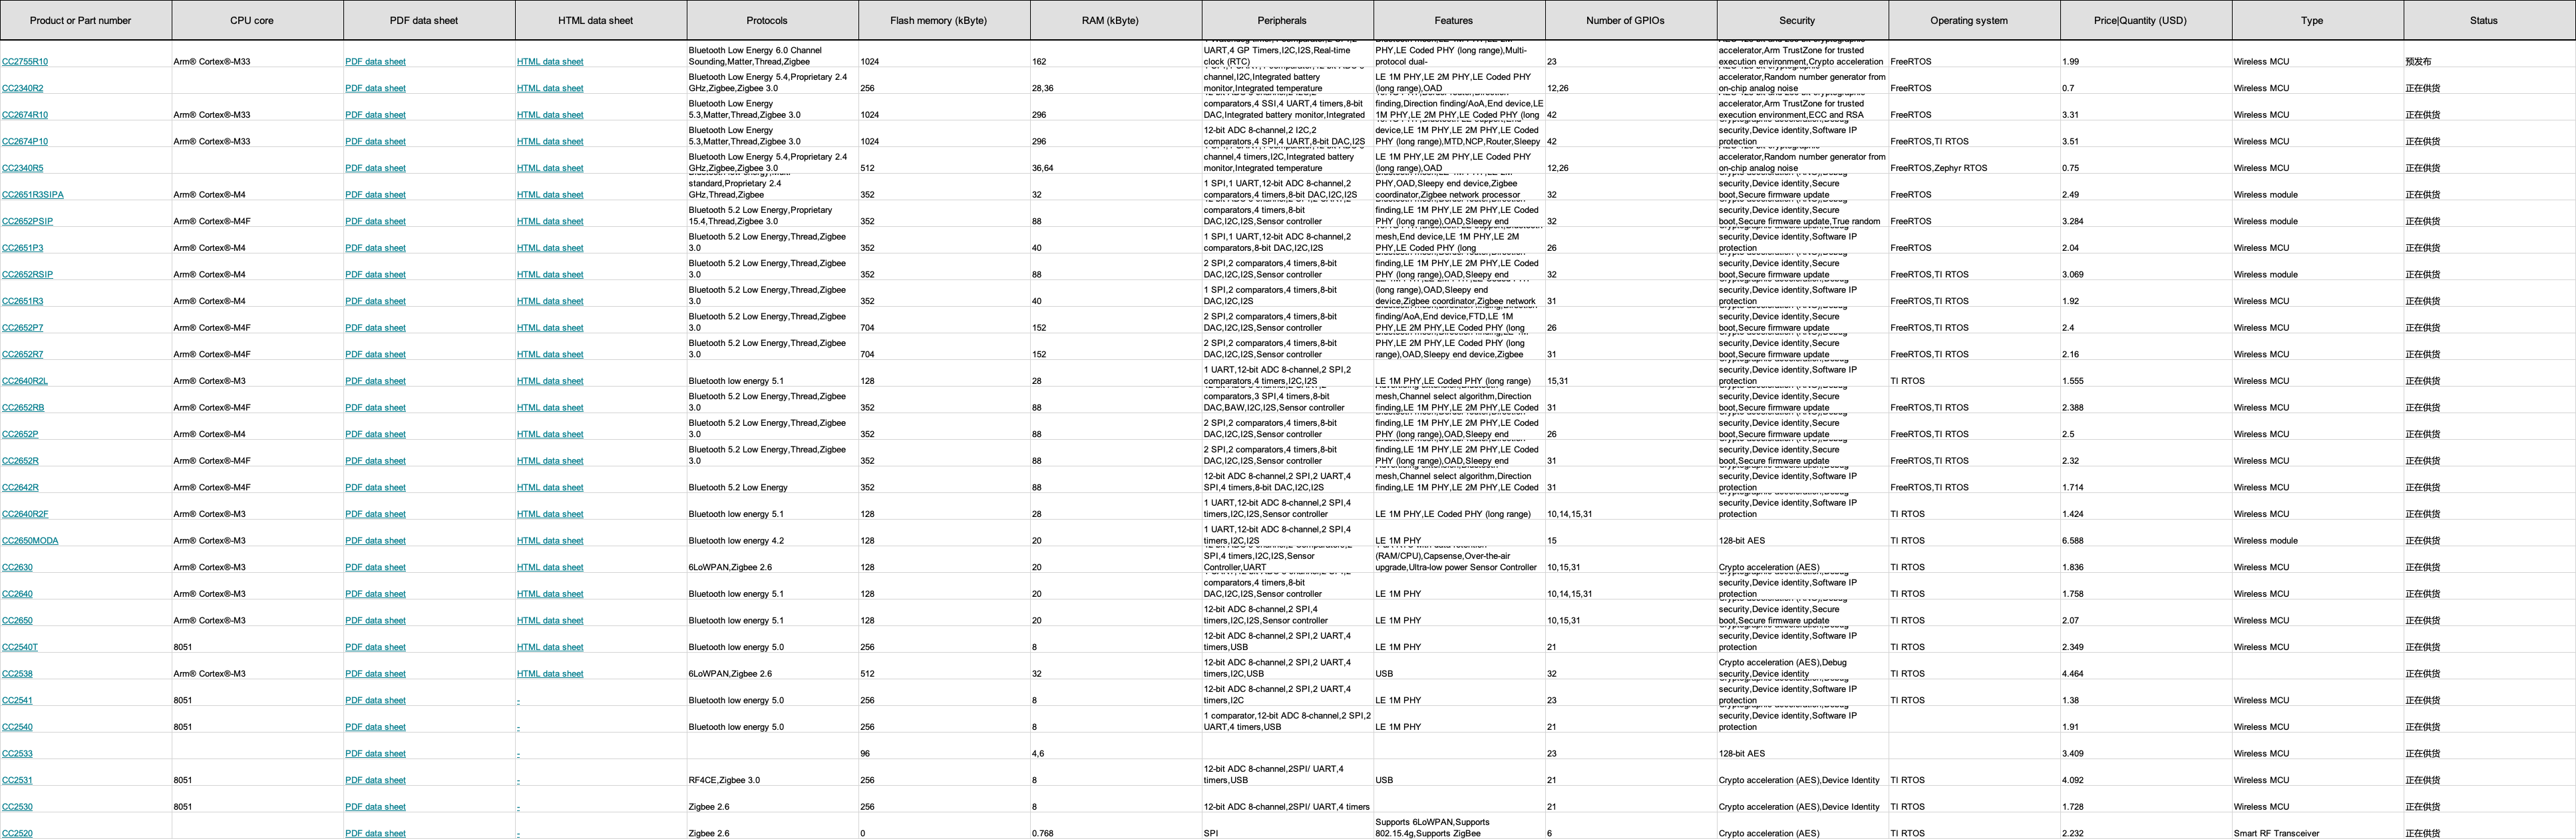 Product or Part number	CPU core	PDF data sheet	HTML data sheet	Protocols	Flash memory (kByte)	RAM (kByte)	Peripherals	Features	Number of GPIOs	Security	Operating system	Price|Quantity (USD)	Type	Status
Bluetooth Low Energy 6.0 Channel	UART,4 GP Timers,I2C,I2S,Real-time	PHY,LE Coded PHY (long range),Multi-	accelerator,Arm TrustZone for trusted
CC2755R10	Arm® Cortex®-M33	PDF data sheet	HTML data sheet	Sounding,Matter,Thread,Zigbee	1024	162	clock (RTC)	protocol dual-	23	execution environment,Crypto acceleration	FreeRTOS	1.99	Wireless MCU	预发布
Bluetooth Low Energy 5.4,Proprietary 2.4	channel,I2C,Integrated battery	LE 1M PHY,LE 2M PHY,LE Coded PHY	accelerator,Random number generator from
CC2340R2	PDF data sheet	HTML data sheet	GHz,Zigbee,Zigbee 3.0	256	28,36	monitor,Integrated temperature	(long range),OAD	12,26	on-chip analog noise	FreeRTOS	0.7	Wireless MCU	正在供货
Bluetooth Low Energy	comparators,4 SSI,4 UART,4 timers,8-bit	finding,Direction finding/AoA,End device,LE	accelerator,Arm TrustZone for trusted
CC2674R10	Arm® Cortex®-M33	PDF data sheet	HTML data sheet	5.3,Matter,Thread,Zigbee 3.0	1024	296	DAC,Integrated battery monitor,Integrated	1M PHY,LE 2M PHY,LE Coded PHY (long	42	execution environment,ECC and RSA	FreeRTOS	3.31	Wireless MCU	正在供货
Bluetooth Low Energy	12-bit ADC 8-channel,2 I2C,2	device,LE 1M PHY,LE 2M PHY,LE Coded	security,Device identity,Software IP
CC2674P10	Arm® Cortex®-M33	PDF data sheet	HTML data sheet	5.3,Matter,Thread,Zigbee 3.0	1024	296	comparators,4 SPI,4 UART,8-bit DAC,I2S	PHY (long range),MTD,NCP,Router,Sleepy	42	protection	FreeRTOS,TI RTOS	3.51	Wireless MCU	正在供货
Bluetooth Low Energy 5.4,Proprietary 2.4	channel,4 timers,I2C,Integrated battery	LE 1M PHY,LE 2M PHY,LE Coded PHY	accelerator,Random number generator from
CC2340R5	PDF data sheet	HTML data sheet	GHz,Zigbee,Zigbee 3.0	512	36,64	monitor,Integrated temperature	(long range),OAD	12,26	on-chip analog noise	FreeRTOS,Zephyr RTOS	0.75	Wireless MCU	正在供货
standard,Proprietary 2.4	1 SPI,1 UART,12-bit ADC 8-channel,2	PHY,OAD,Sleepy end device,Zigbee	security,Device identity,Secure
CC2651R3SIPA	Arm® Cortex®-M4	PDF data sheet	HTML data sheet	GHz,Thread,Zigbee	352	32	comparators,4 timers,8-bit DAC,I2C,I2S	coordinator,Zigbee network processor	32	boot,Secure firmware update	FreeRTOS	2.49	Wireless module	正在供货
Bluetooth 5.2 Low Energy,Proprietary	comparators,4 timers,8-bit	finding,LE 1M PHY,LE 2M PHY,LE Coded	security,Device identity,Secure
CC2652PSIP	Arm® Cortex®-M4F	PDF data sheet	HTML data sheet	15.4,Thread,Zigbee 3.0	352	88	DAC,I2C,I2S,Sensor controller	PHY (long range),OAD,Sleepy end	32	boot,Secure firmware update,True random	FreeRTOS	3.284	Wireless module	正在供货
Bluetooth 5.2 Low Energy,Thread,Zigbee	1 SPI,1 UART,12-bit ADC 8-channel,2	mesh,End device,LE 1M PHY,LE 2M	security,Device identity,Software IP
CC2651P3	Arm® Cortex®-M4	PDF data sheet	HTML data sheet	3.0	352	40	comparators,8-bit DAC,I2C,I2S	PHY,LE Coded PHY (long	26	protection	FreeRTOS	2.04	Wireless MCU	正在供货
Bluetooth 5.2 Low Energy,Thread,Zigbee	2 SPI,2 comparators,4 timers,8-bit	finding,LE 1M PHY,LE 2M PHY,LE Coded	security,Device identity,Secure
CC2652RSIP	Arm® Cortex®-M4	PDF data sheet	HTML data sheet	3.0	352	88	DAC,I2C,I2S,Sensor controller	PHY (long range),OAD,Sleepy end	32	boot,Secure firmware update	FreeRTOS,TI RTOS	3.069	Wireless module	正在供货
Bluetooth 5.2 Low Energy,Thread,Zigbee	1 SPI,2 comparators,4 timers,8-bit	(long range),OAD,Sleepy end	security,Device identity,Software IP
CC2651R3	Arm® Cortex®-M4	PDF data sheet	HTML data sheet	3.0	352	40	DAC,I2C,I2S	device,Zigbee coordinator,Zigbee network	31	protection	FreeRTOS,TI RTOS	1.92	Wireless MCU	正在供货
Bluetooth 5.2 Low Energy,Thread,Zigbee	2 SPI,2 comparators,4 timers,8-bit	finding/AoA,End device,FTD,LE 1M	security,Device identity,Secure
CC2652P7	Arm® Cortex®-M4F	PDF data sheet	HTML data sheet	3.0	704	152	DAC,I2C,I2S,Sensor controller	PHY,LE 2M PHY,LE Coded PHY (long	26	boot,Secure firmware update	FreeRTOS,TI RTOS	2.4	Wireless MCU	正在供货
Bluetooth 5.2 Low Energy,Thread,Zigbee	2 SPI,2 comparators,4 timers,8-bit	PHY,LE 2M PHY,LE Coded PHY (long	security,Device identity,Secure
CC2652R7	Arm® Cortex®-M4F	PDF data sheet	HTML data sheet	3.0	704	152	DAC,I2C,I2S,Sensor controller	range),OAD,Sleepy end device,Zigbee	31	boot,Secure firmware update	FreeRTOS,TI RTOS	2.16	Wireless MCU	正在供货
1 UART,12-bit ADC 8-channel,2 SPI,2	security,Device identity,Software IP
CC2640R2L	Arm® Cortex®-M3	PDF data sheet	HTML data sheet	Bluetooth low energy 5.1	128	28	comparators,4 timers,I2C,I2S	LE 1M PHY,LE Coded PHY (long range)	15,31	protection	TI RTOS	1.555	Wireless MCU	正在供货
Bluetooth 5.2 Low Energy,Thread,Zigbee	comparators,3 SPI,4 timers,8-bit	mesh,Channel select algorithm,Direction	security,Device identity,Secure
CC2652RB	Arm® Cortex®-M4F	PDF data sheet	HTML data sheet	3.0	352	88	DAC,BAW,I2C,I2S,Sensor controller	finding,LE 1M PHY,LE 2M PHY,LE Coded	31	boot,Secure firmware update	FreeRTOS,TI RTOS	2.388	Wireless MCU	正在供货
Bluetooth 5.2 Low Energy,Thread,Zigbee	2 SPI,2 comparators,4 timers,8-bit	finding,LE 1M PHY,LE 2M PHY,LE Coded	security,Device identity,Secure
CC2652P	Arm® Cortex®-M4	PDF data sheet	HTML data sheet	3.0	352	88	DAC,I2C,I2S,Sensor controller	PHY (long range),OAD,Sleepy end	26	boot,Secure firmware update	FreeRTOS,TI RTOS	2.5	Wireless MCU	正在供货
Bluetooth 5.2 Low Energy,Thread,Zigbee	2 SPI,2 comparators,4 timers,8-bit	finding,LE 1M PHY,LE 2M PHY,LE Coded	security,Device identity,Secure
CC2652R	Arm® Cortex®-M4F	PDF data sheet	HTML data sheet	3.0	352	88	DAC,I2C,I2S,Sensor controller	PHY (long range),OAD,Sleepy end	31	boot,Secure firmware update	FreeRTOS,TI RTOS	2.32	Wireless MCU	正在供货
12-bit ADC 8-channel,2 SPI,2 UART,4	mesh,Channel select algorithm,Direction	security,Device identity,Software IP
CC2642R	Arm® Cortex®-M4F	PDF data sheet	HTML data sheet	Bluetooth 5.2 Low Energy	352	88	SPI,4 timers,8-bit DAC,I2C,I2S	finding,LE 1M PHY,LE 2M PHY,LE Coded	31	protection	FreeRTOS,TI RTOS	1.714	Wireless MCU	正在供货
1 UART,12-bit ADC 8-channel,2 SPI,4	security,Device identity,Software IP
CC2640R2F	Arm® Cortex®-M3	PDF data sheet	HTML data sheet	Bluetooth low energy 5.1	128	28	timers,I2C,I2S,Sensor controller	LE 1M PHY,LE Coded PHY (long range)	10,14,15,31	protection	TI RTOS	1.424	Wireless MCU	正在供货
1 UART,12-bit ADC 8-channel,2 SPI,4
CC2650MODA	Arm® Cortex®-M3	PDF data sheet	HTML data sheet	Bluetooth low energy 4.2	128	20	timers,I2C,I2S	LE 1M PHY	15	128-bit AES	TI RTOS	6.588	Wireless module	正在供货
SPI,4 timers,I2C,I2S,Sensor	(RAM/CPU),Capsense,Over-the-air
CC2630	Arm® Cortex®-M3	PDF data sheet	HTML data sheet	6LoWPAN,Zigbee 2.6	128	20	Controller,UART	upgrade,Ultra-low power Sensor Controller	10,15,31	Crypto acceleration (AES)	TI RTOS	1.836	Wireless MCU	正在供货
comparators,4 timers,8-bit	security,Device identity,Software IP
CC2640	Arm® Cortex®-M3	PDF data sheet	HTML data sheet	Bluetooth low energy 5.1	128	20	DAC,I2C,I2S,Sensor controller	LE 1M PHY	10,14,15,31	protection	TI RTOS	1.758	Wireless MCU	正在供货
12-bit ADC 8-channel,2 SPI,4	security,Device identity,Secure
CC2650	Arm® Cortex®-M3	PDF data sheet	HTML data sheet	Bluetooth low energy 5.1	128	20	timers,I2C,I2S,Sensor controller	LE 1M PHY	10,15,31	boot,Secure firmware update	TI RTOS	2.07	Wireless MCU	正在供货
12-bit ADC 8-channel,2 SPI,2 UART,4	security,Device identity,Software IP
CC2540T	8051	PDF data sheet	HTML data sheet	Bluetooth low energy 5.0	256	8	timers,USB	LE 1M PHY	21	protection	TI RTOS	2.349	Wireless MCU	正在供货
12-bit ADC 8-channel,2 SPI,2 UART,4	Crypto acceleration (AES),Debug
CC2538	Arm® Cortex®-M3	PDF data sheet	HTML data sheet	6LoWPAN,Zigbee 2.6	512	32	timers,I2C,USB	USB	32	security,Device identity	TI RTOS	4.464	正在供货
12-bit ADC 8-channel,2 SPI,2 UART,4	security,Device identity,Software IP
CC2541	8051	PDF data sheet	-	Bluetooth low energy 5.0	256	8	timers,I2C	LE 1M PHY	23	protection	TI RTOS	1.38	Wireless MCU	正在供货
1 comparator,12-bit ADC 8-channel,2 SPI,2	security,Device identity,Software IP
CC2540	8051	PDF data sheet	-	Bluetooth low energy 5.0	256	8	UART,4 timers,USB	LE 1M PHY	21	protection	1.91	Wireless MCU	正在供货
CC2533	PDF data sheet	-	96	4,6	23	128-bit AES	3.409	Wireless MCU	正在供货
12-bit ADC 8-channel,2SPI/ UART,4
CC2531	8051	PDF data sheet	-	RF4CE,Zigbee 3.0	256	8	timers,USB	USB	21	Crypto acceleration (AES),Device Identity	TI RTOS	4.092	Wireless MCU	正在供货
CC2530	8051	PDF data sheet	-	Zigbee 2.6	256	8	12-bit ADC 8-channel,2SPI/ UART,4 timers	21	Crypto acceleration (AES),Device Identity	TI RTOS	1.728	Wireless MCU	正在供货
Supports 6LoWPAN,Supports
CC2520	PDF data sheet	-	Zigbee 2.6	0	0.768	SPI	802.15.4g,Supports ZigBee	6	Crypto acceleration (AES)	TI RTOS	2.232	Smart RF Transceiver	正在供货